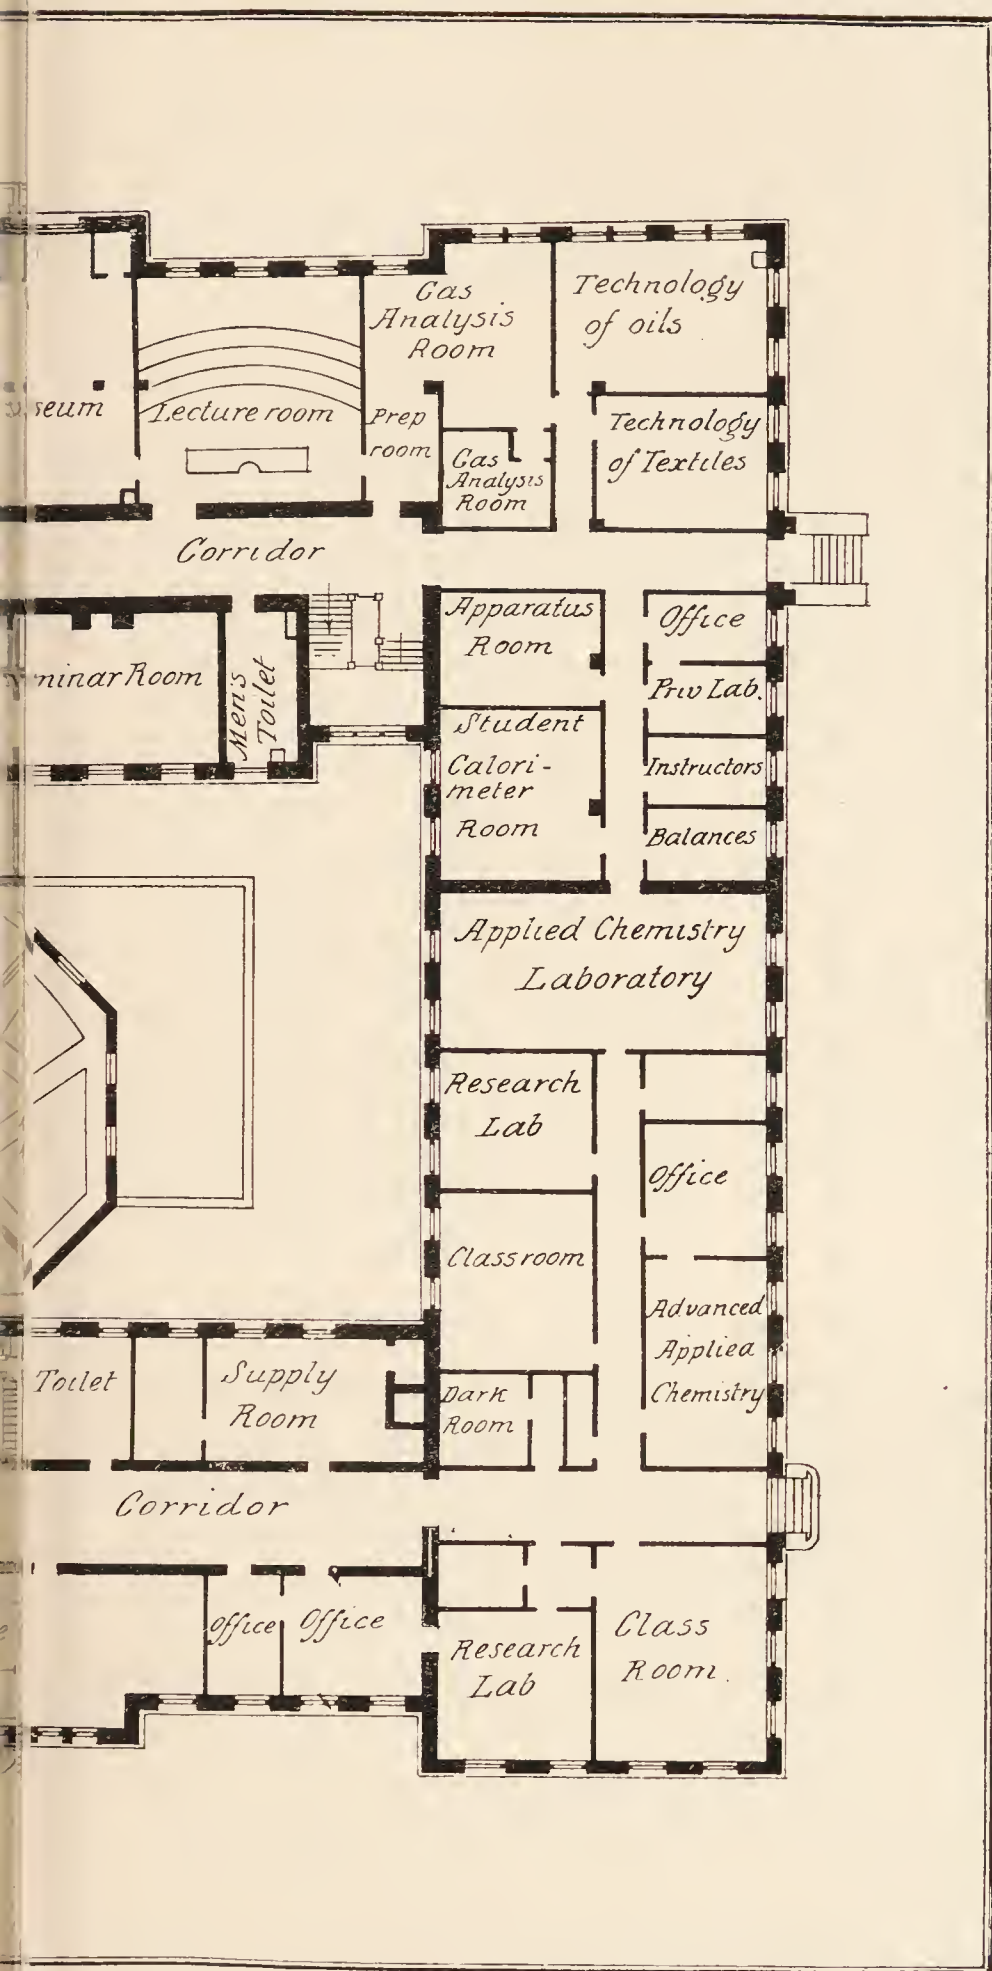 Gas
Analysis
Room
Technology
of oils
Lecture room
Prep
room
Gas
Analysis
Room
Technology
of Textiles
Corridor
Apparatus
Room
Office
Room
Men's
Toilet
Priv Lab.
Student
Calori-
meter
Room
Instructors
Balances
Applied Chemistry
Laboratory
Research
Lab
Office
Classroom
Advanced
Applied
Chemistry
Toilet
Supply
Room
Dark
Room
Corridor
Office
Office
Research
Lab
Class
Room.